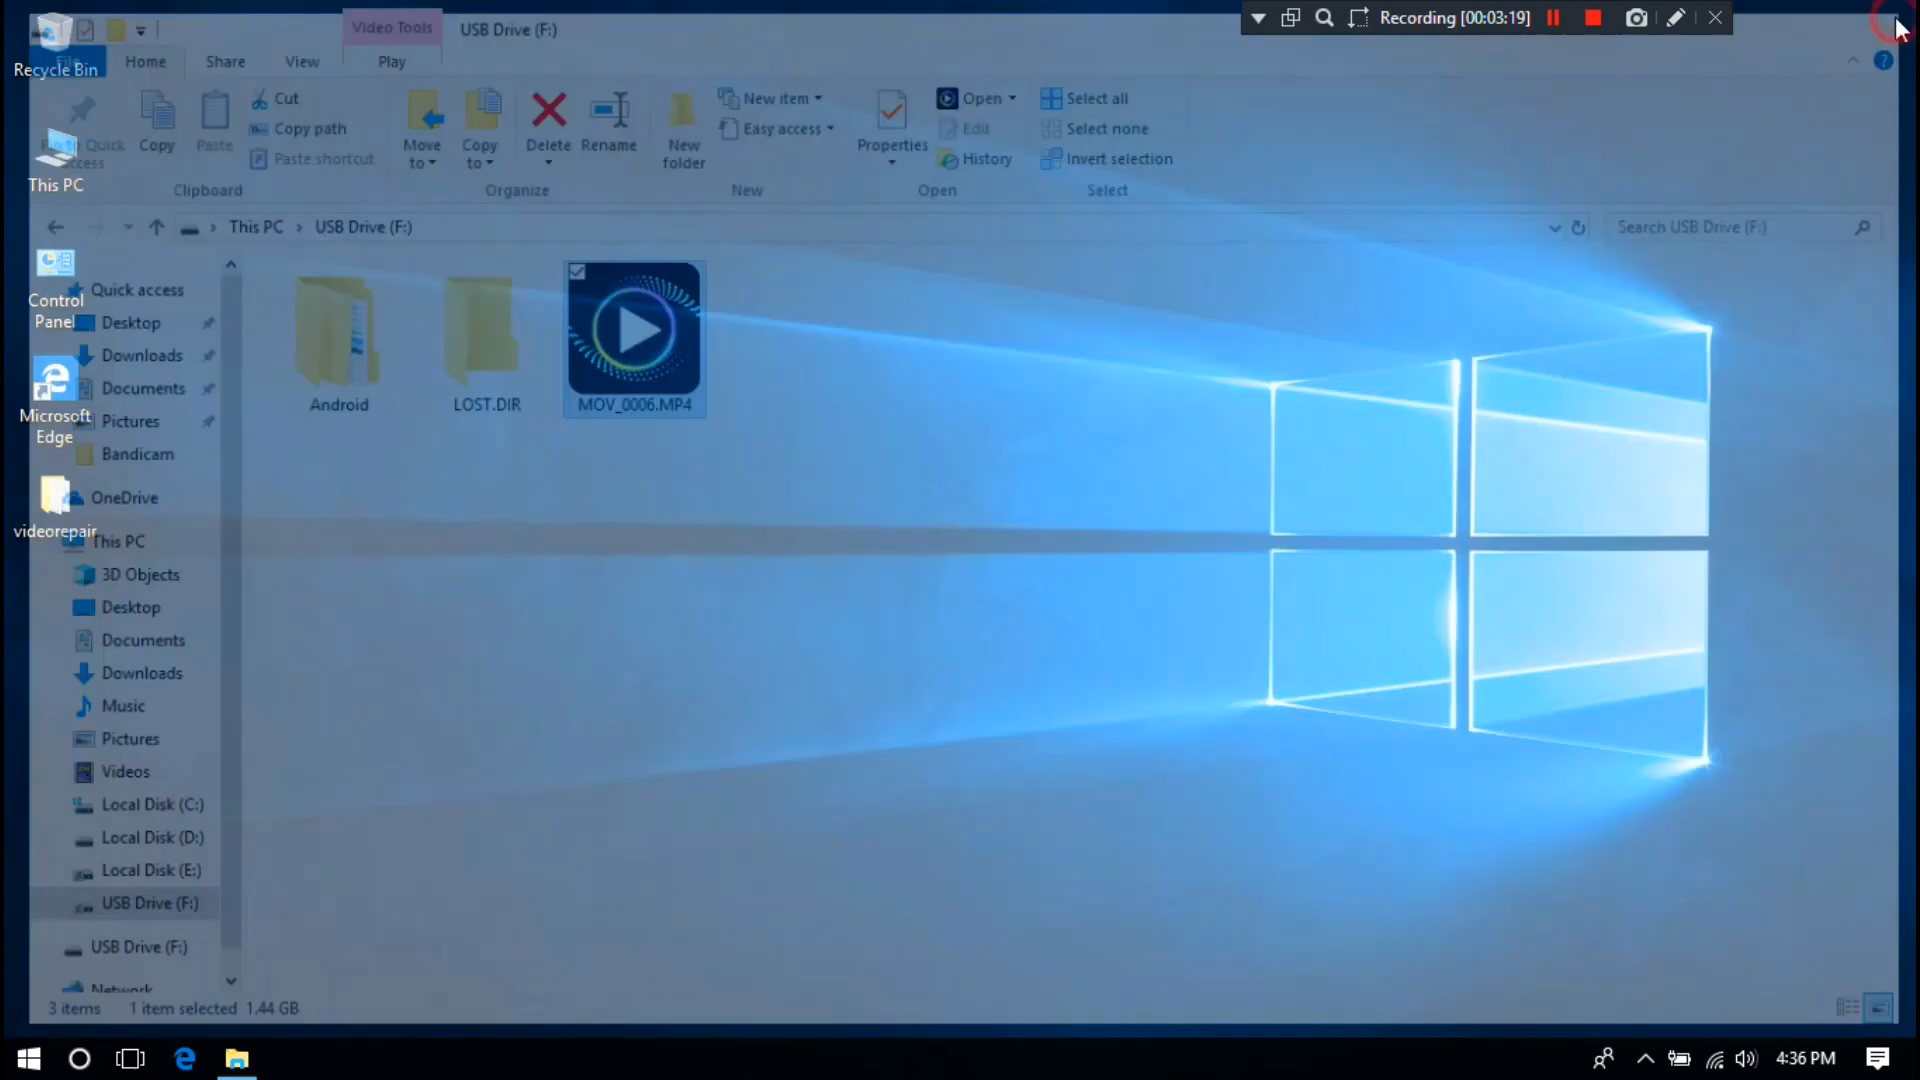 Recycle Bin
This PC
Control
Panel
Microsoft
Edge
videorepair
Video Tools
USB Drive (F:)
Recording [00:03:19]
Home
Share
View
Play
Copy
Paste
Cut
Copy path
Paste shortcut
Clipboard
Move
to
Copy
to
Delete
Rename
Organize
New
folder
New item
Easy access
New
Properties
Open
Edit
History
Open
Select all
Select none
Invert selection
Select
This PC > USB Drive (F:)
Search USB Drive (F:)
Quick access
Desktop
Downloads
Documents
Pictures
Bandicam
OneDrive
This PC
3D Objects
Desktop
Documents
Downloads
Music
Pictures
Videos
Local Disk (C:)
Local Disk (D:)
Local Disk (E:)
USB Drive (F:)
USB Drive (F:)
Network
Android
LOST.DIR
MOV_0006.MP4
3 items
1 item selected 1.44 GB
4:36 PM